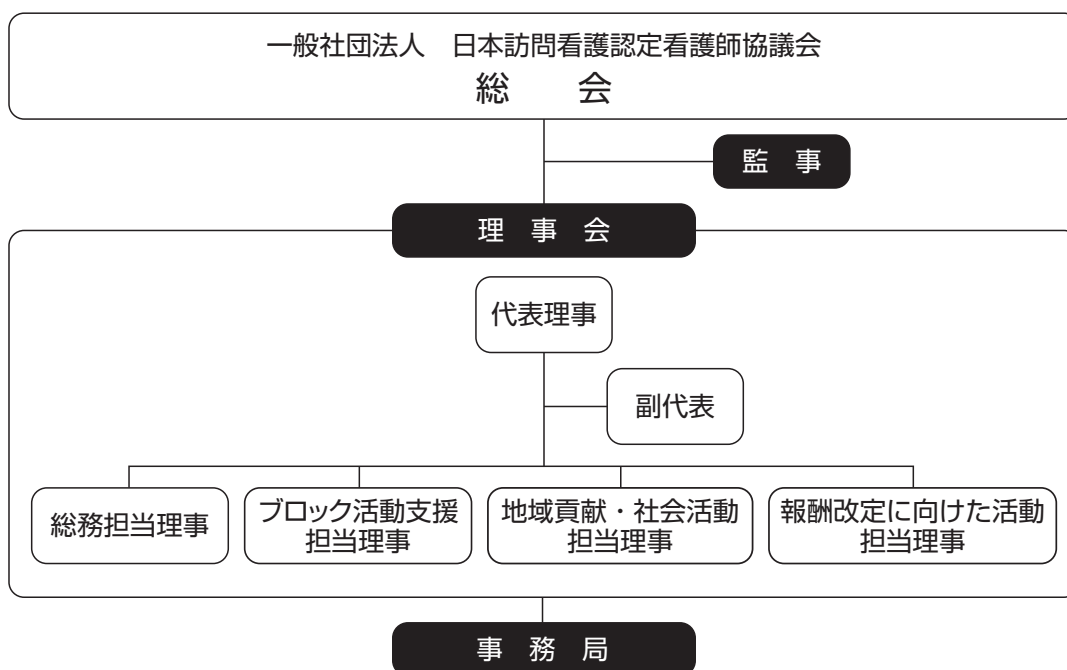 一般社団法人　日本訪問看護認定看護師協議会
総　会
監　事
理　事　会
代表理事
副代表
総務担当理事
ブロック活動支援
担当理事
地域貢献・社会活動
担当理事
報酬改定に向けた活動
担当理事
事　務　局